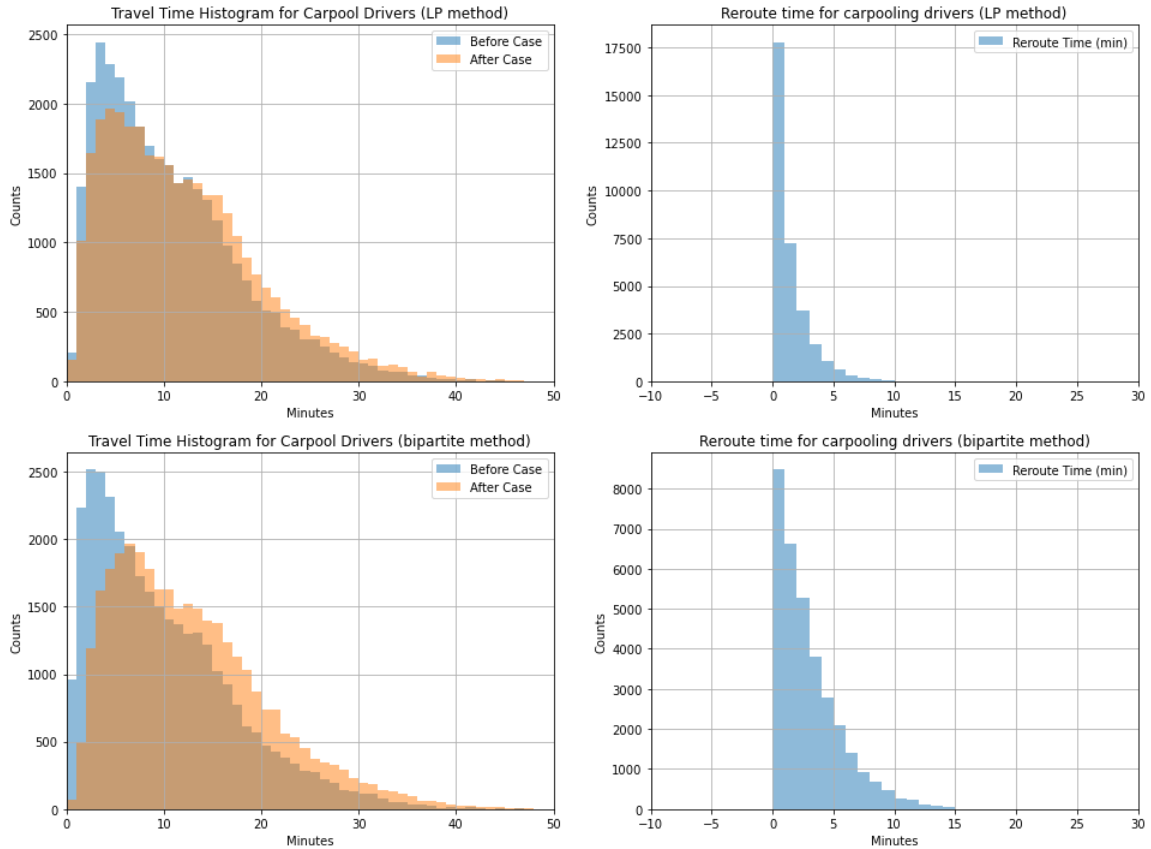 Travel Time Histogram for Carpool Drivers (LP method)
Before Case
After Case
2500
2000
1500
1000
500
0
Counts
0 10 20 30 40 50
Minutes
Reroute time for carpooling drivers (LP method)
Reroute Time (min)
17500
15000
12500
10000
7500
5000
2500
0
Counts
−10 −5 0 5 10 15 20 25 30
Minutes
Travel Time Histogram for Carpool Drivers (bipartite method)
Before Case
After Case
2500
2000
1500
1000
500
0
Counts
0 10 20 30 40 50
Minutes
Reroute time for carpooling drivers (bipartite method)
Reroute Time (min)
8000
7000
6000
5000
4000
3000
2000
1000
0
Counts
−10 −5 0 5 10 15 20 25 30
Minutes